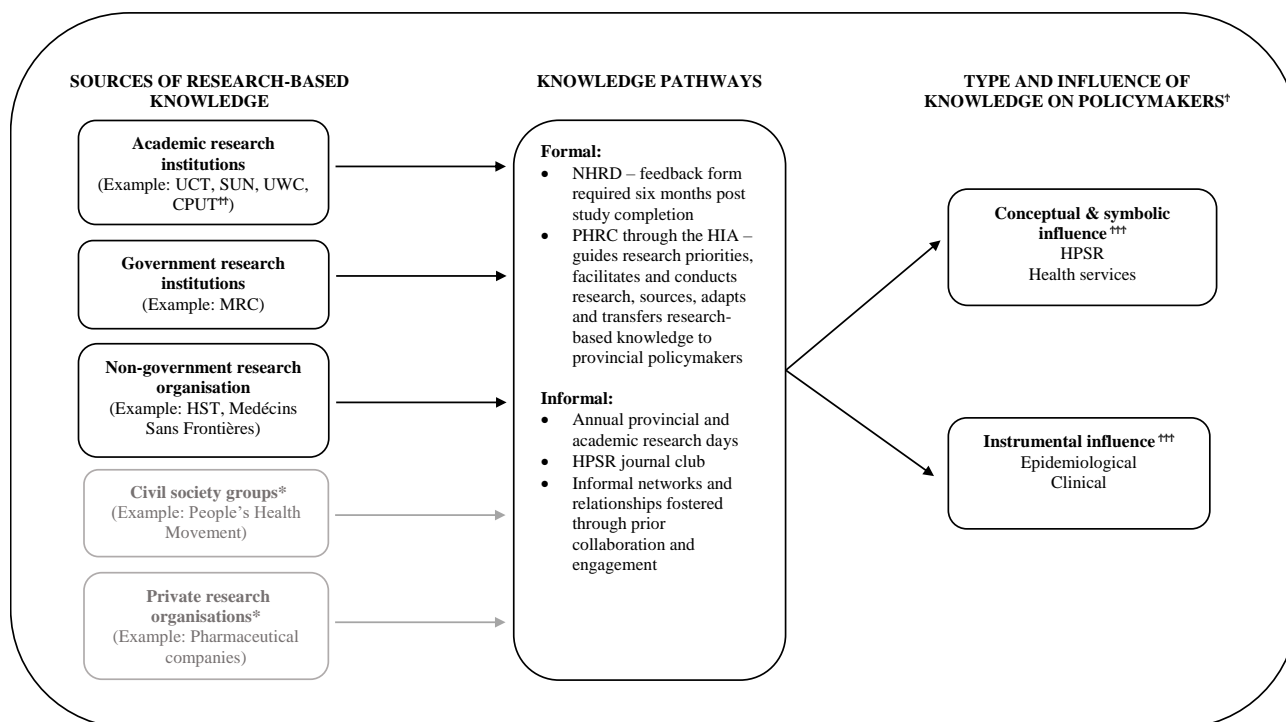 SOURCES OF RESEARCH-BASED
KNOWLEDGE
Academic research
institutions
(Example: UCT, SUN, UWC,
CPUT††)
Government research
institutions
(Example: MRC)
Non-government research
organisation
(Example: HST, Medécins
Sans Frontières)
Civil society groups*
(Example: People’s Health
Movement)
Private research
organisations*
(Example: Pharmaceutical
companies)
KNOWLEDGE PATHWAYS
Formal:
• NHRD – feedback form
required six months post
study completion
• PHRC through the HIA –
guides research priorities,
facilitates and conducts
research, sources, adapts
and transfers research-
based knowledge to
provincial policymakers
Informal:
• Annual provincial and
academic research days
• HPSR journal club
• Informal networks and
relationships fostered
through prior
collaboration and
engagement
TYPE AND INFLUENCE OF
KNOWLEDGE ON POLICYMAKERS†
Conceptual & symbolic
influence †††
HPSR
Health services
Instrumental influence †††
Epidemiological
Clinical